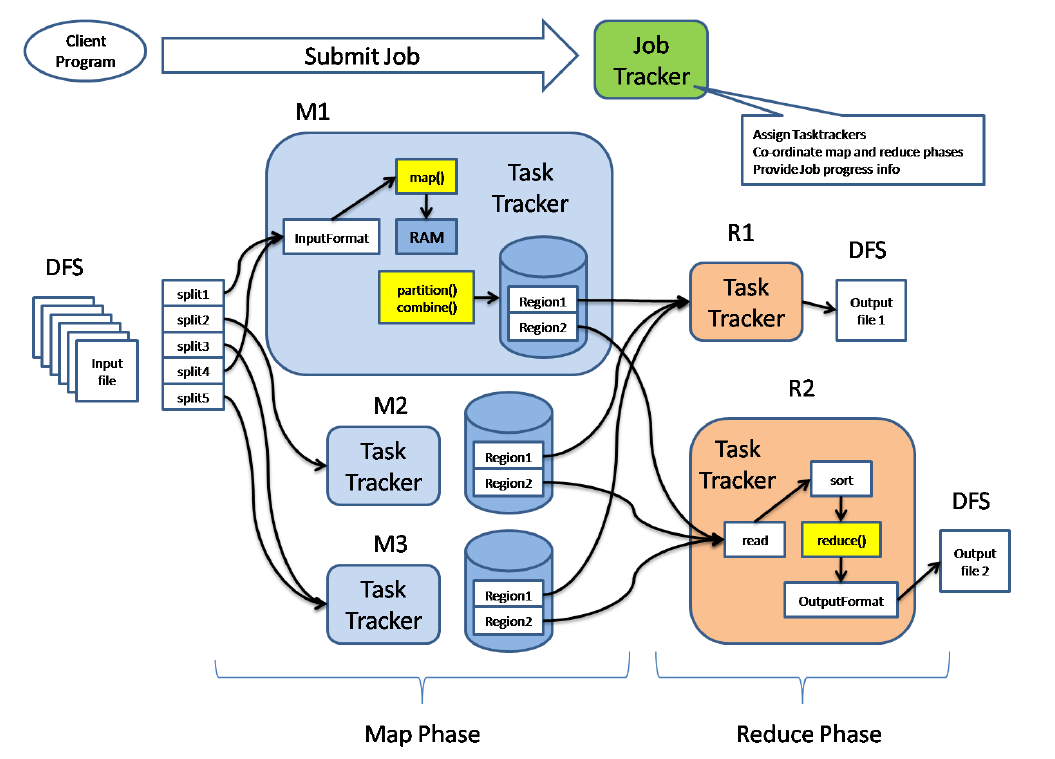 Client
Program
Submit Job
Job
Tracker
Assign Tasktrackers
Co-ordinate map and reduce phases
Provide Job progress info
M1
Task
Tracker
map()
InputFormat
RAM
partition()
combine()
Region1
Region2
DFS
Input
file
split1
split2
split3
split4
split5
M2
Task
Tracker
Region1
Region2
M3
Task
Tracker
Region1
Region2
R1
Task
Tracker
DFS
Output
file 1
R2
Task
Tracker
sort
read
reduce()
OutputFormat
DFS
Output
file 2
Map Phase
Reduce Phase